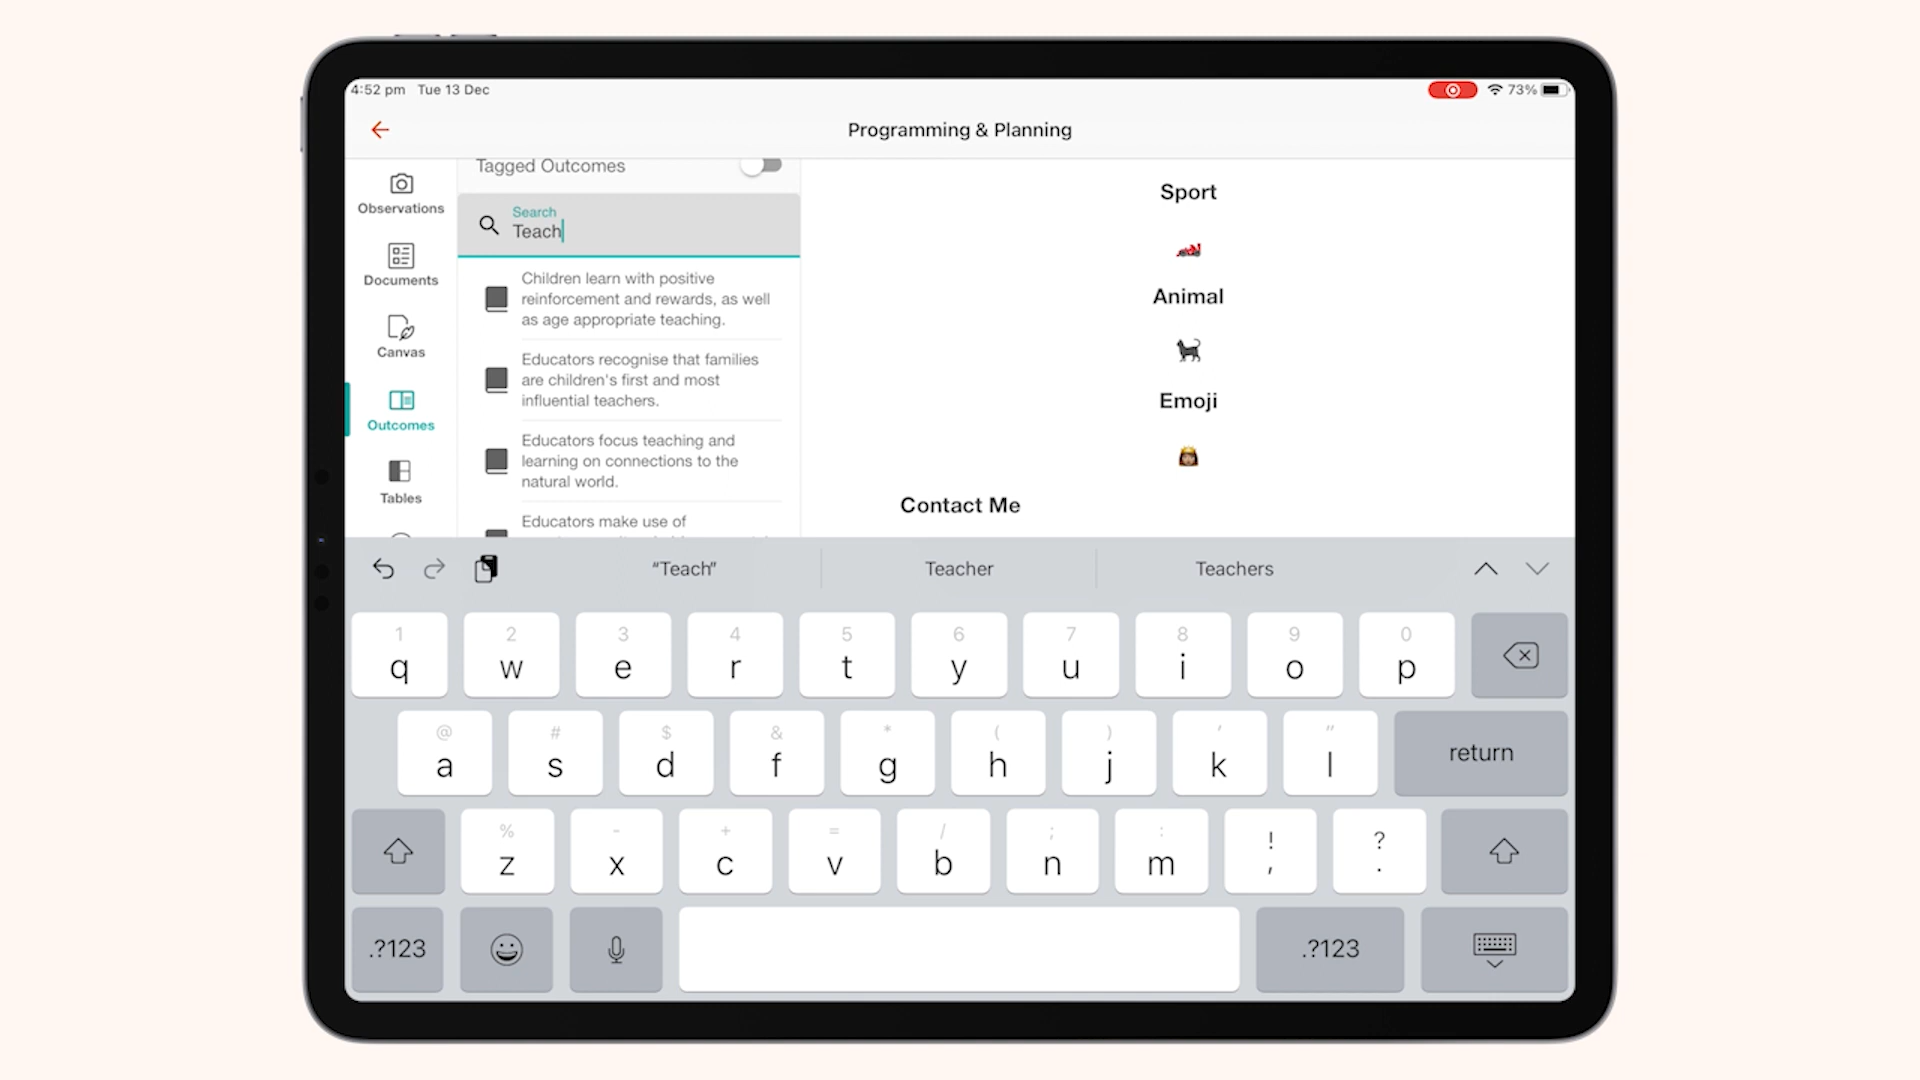 4:52 pm Tue 13 Dec
73%
Programming & Planning
Observations
Documents
Canvas
Outcomes
Tables
Tagged Outcomes
Search
Teach
Children learn with positive
reinforcement and rewards, as well
as age appropriate teaching.
Educators recognise that families
are children's first and most
influential teachers.
Educators focus teaching and
learning on connections to the
natural world.
Educators make use of
Sport
Animal
Emoji
Contact Me
“Teach” Teacher Teachers
1 2 3 4 5 6 7 8 9 0
q w e r t y u i o p
@ # $ & * ( ) ' "
a s d f g h j k l return
% - + = / ; : ! ?
z x c v b n m , .
.?123 .?123